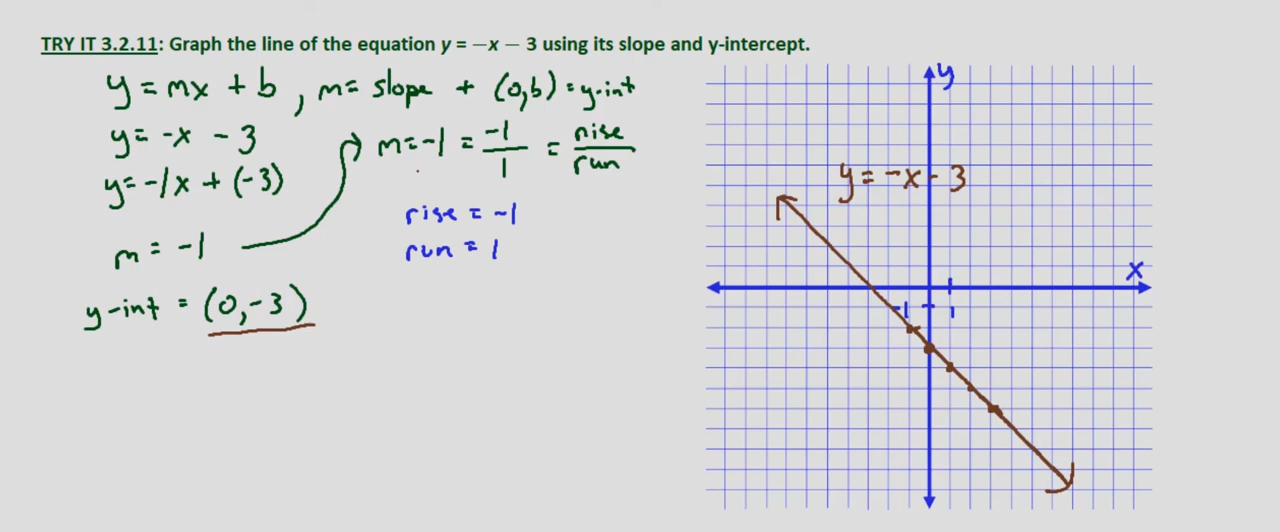 TRY IT 3.2.11: Graph the line of the equation y = −x − 3 using its slope and y-intercept.
y = mx + b, m = slope + (0,b) = y-int
y = -x - 3
y = -1x + (-3)
m = -1 = -1/1 = rise/run
rise = -1
run = 1
m = -1
y-int = (0,-3)
y
y = -x - 3
x
-1 1